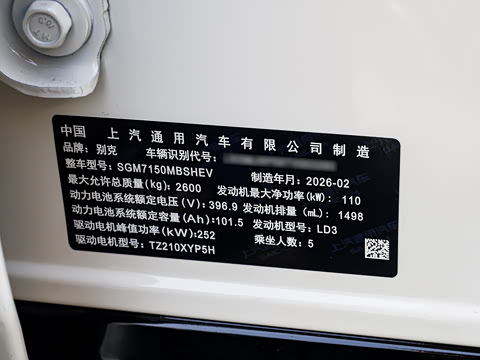 中国 上汽通用汽车有限公司制造
品牌：别克 车辆识别代号：
整车型号：SGM7150MBSHEV 制造年月：2026-02
最大允许总质量(kg)：2600 发动机最大净功率(kW)：110
动力电池系统额定电压(V)：396.9 发动机排量(mL)：1498
动力电池系统额定容量(Ah)：101.5 发动机型号：LD3
驱动电机峰值功率(kW)：252
驱动电机型号：TZ210XYP5H 乘坐人数：5